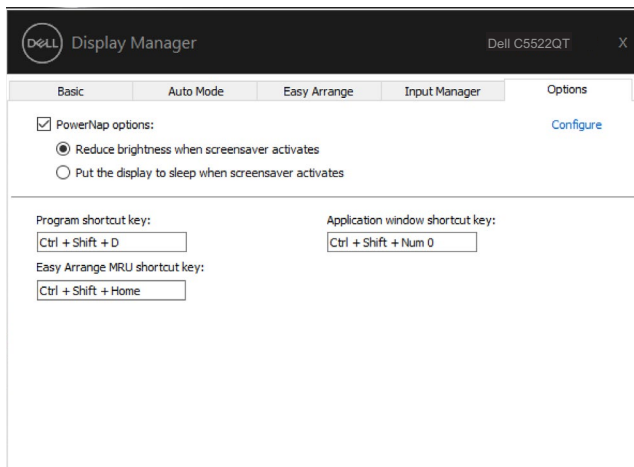 DELL Display Manager Dell C5522QT X
Basic Auto Mode Easy Arrange Input Manager Options
PowerNap options: Configure
Reduce brightness when screensaver activates
Put the display to sleep when screensaver activates
Program shortcut key: Application window shortcut key:
Ctrl + Shift + D Ctrl + Shift + Num 0
Easy Arrange MRU shortcut key:
Ctrl + Shift + Home